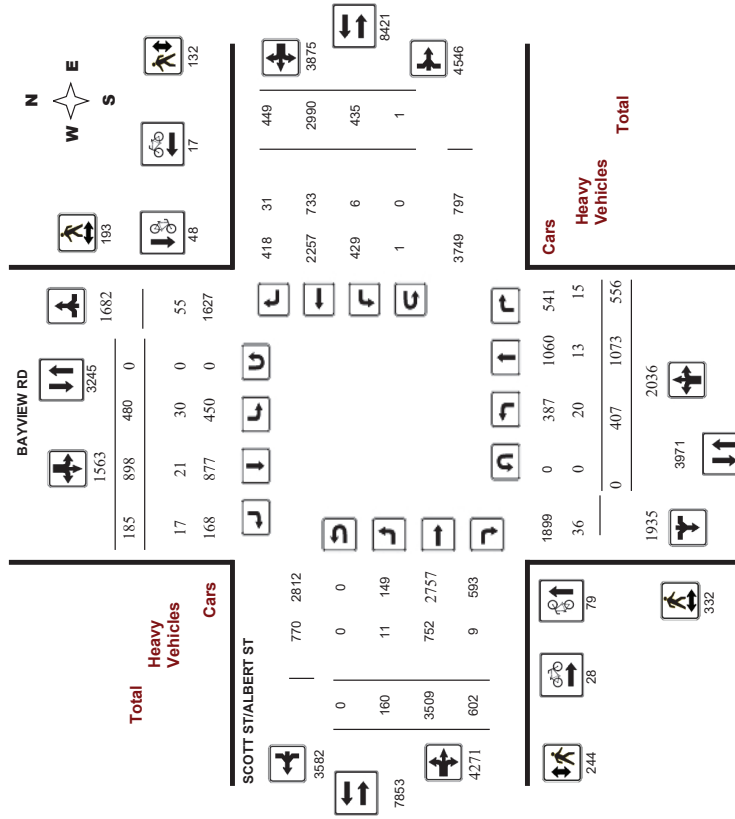 N
W E
S
132
17
193
48
BAYVIEW RD
1563
3245
1682
185 898 480 0
17 21 30 0 55
168 877 450 0 1627
Total
Heavy
Vehicles
Cars
3875
8421
4546
418 31 449
2257 733 2990
429 6 435
1 0 1
3749 797
SCOTT ST/ALBERT ST
3582
7853
4271
770 2812
0 0 0
160 11 149
3509 752 2757
602 9 593
Cars
Heavy
Vehicles
Total
1899 0 387 1060 541
36 0 20 13 15
0 407 1073 556
1935
3971
2036
79
28
332
244